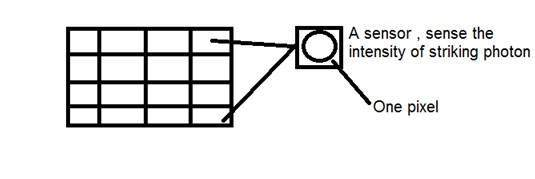 A sensor , sense the
intensity of striking photon
One pixel